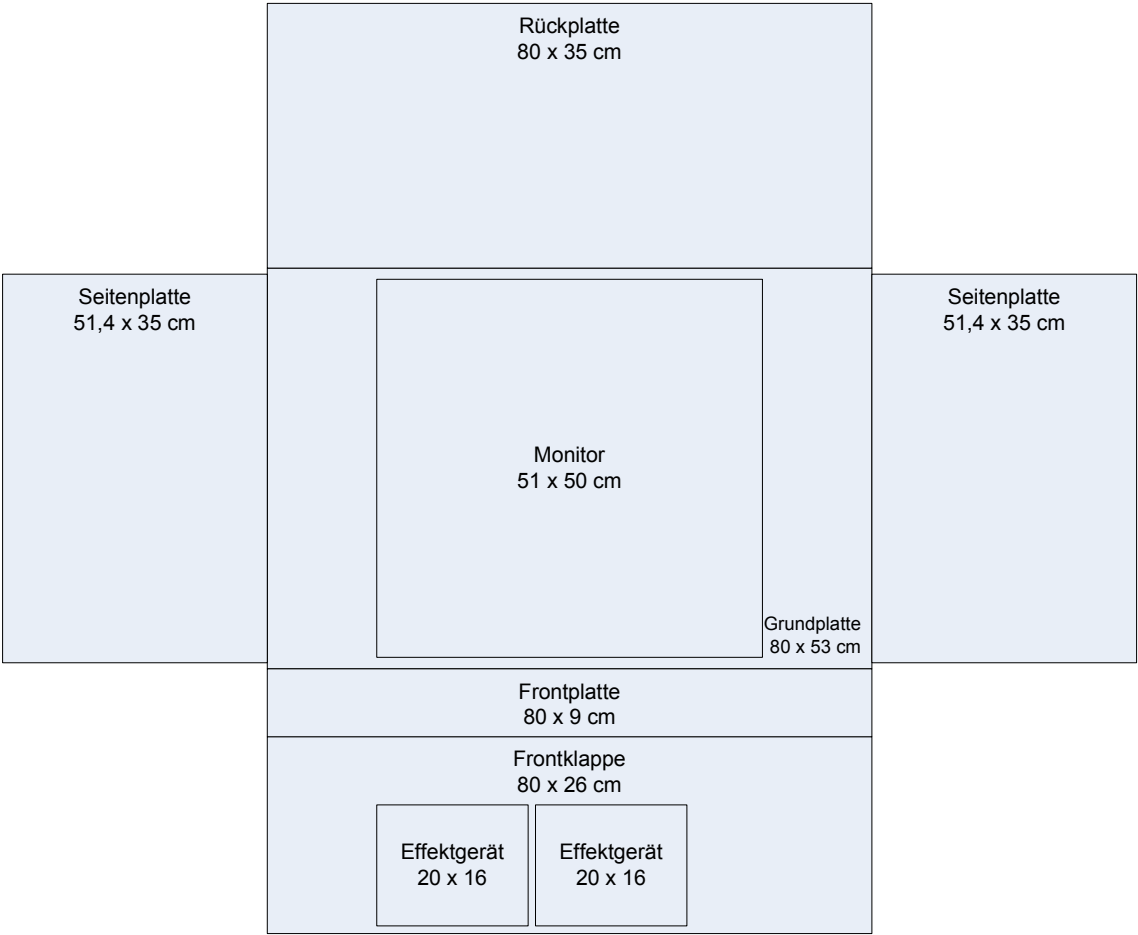 Rückplatte
80 x 35 cm
Seitenplatte
51,4 x 35 cm
Seitenplatte
51,4 x 35 cm
Monitor
51 x 50 cm
Grundplatte
80 x 53 cm
Frontplatte
80 x 9 cm
Frontklappe
80 x 26 cm
Effektgerät
20 x 16
Effektgerät
20 x 16